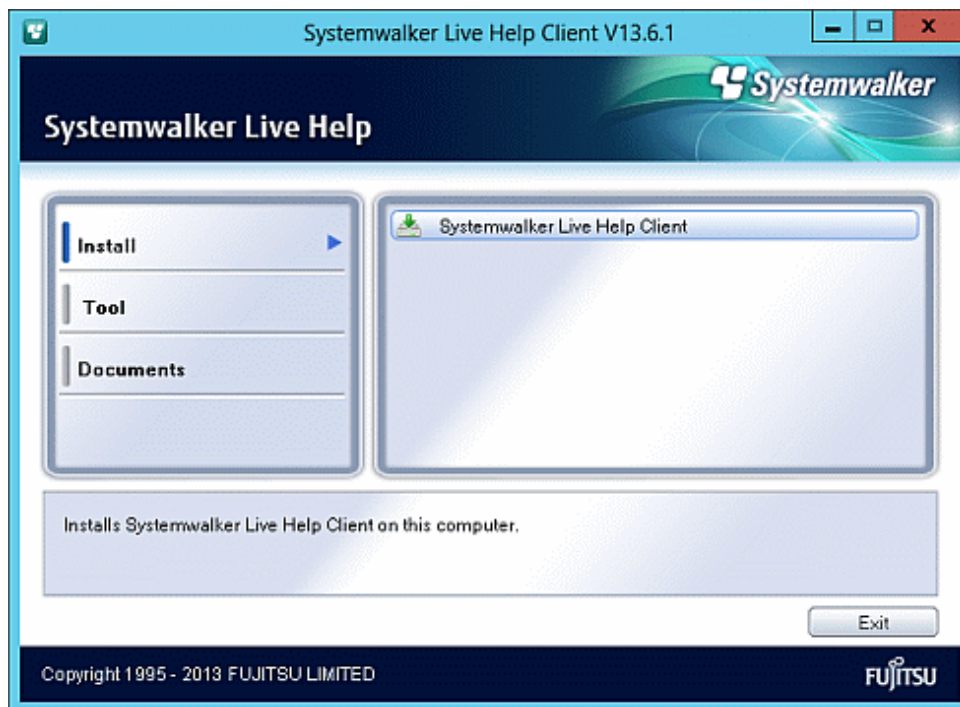 Systemwalker Live Help Client V13.6.1
Systemwalker
Systemwalker Live Help
Install
Systemwalker Live Help Client
Tool
Documents
Installs Systemwalker Live Help Client on this computer.
Exit
Copyright 1995 - 2013 FUJITSU LIMITED
FUJITSU